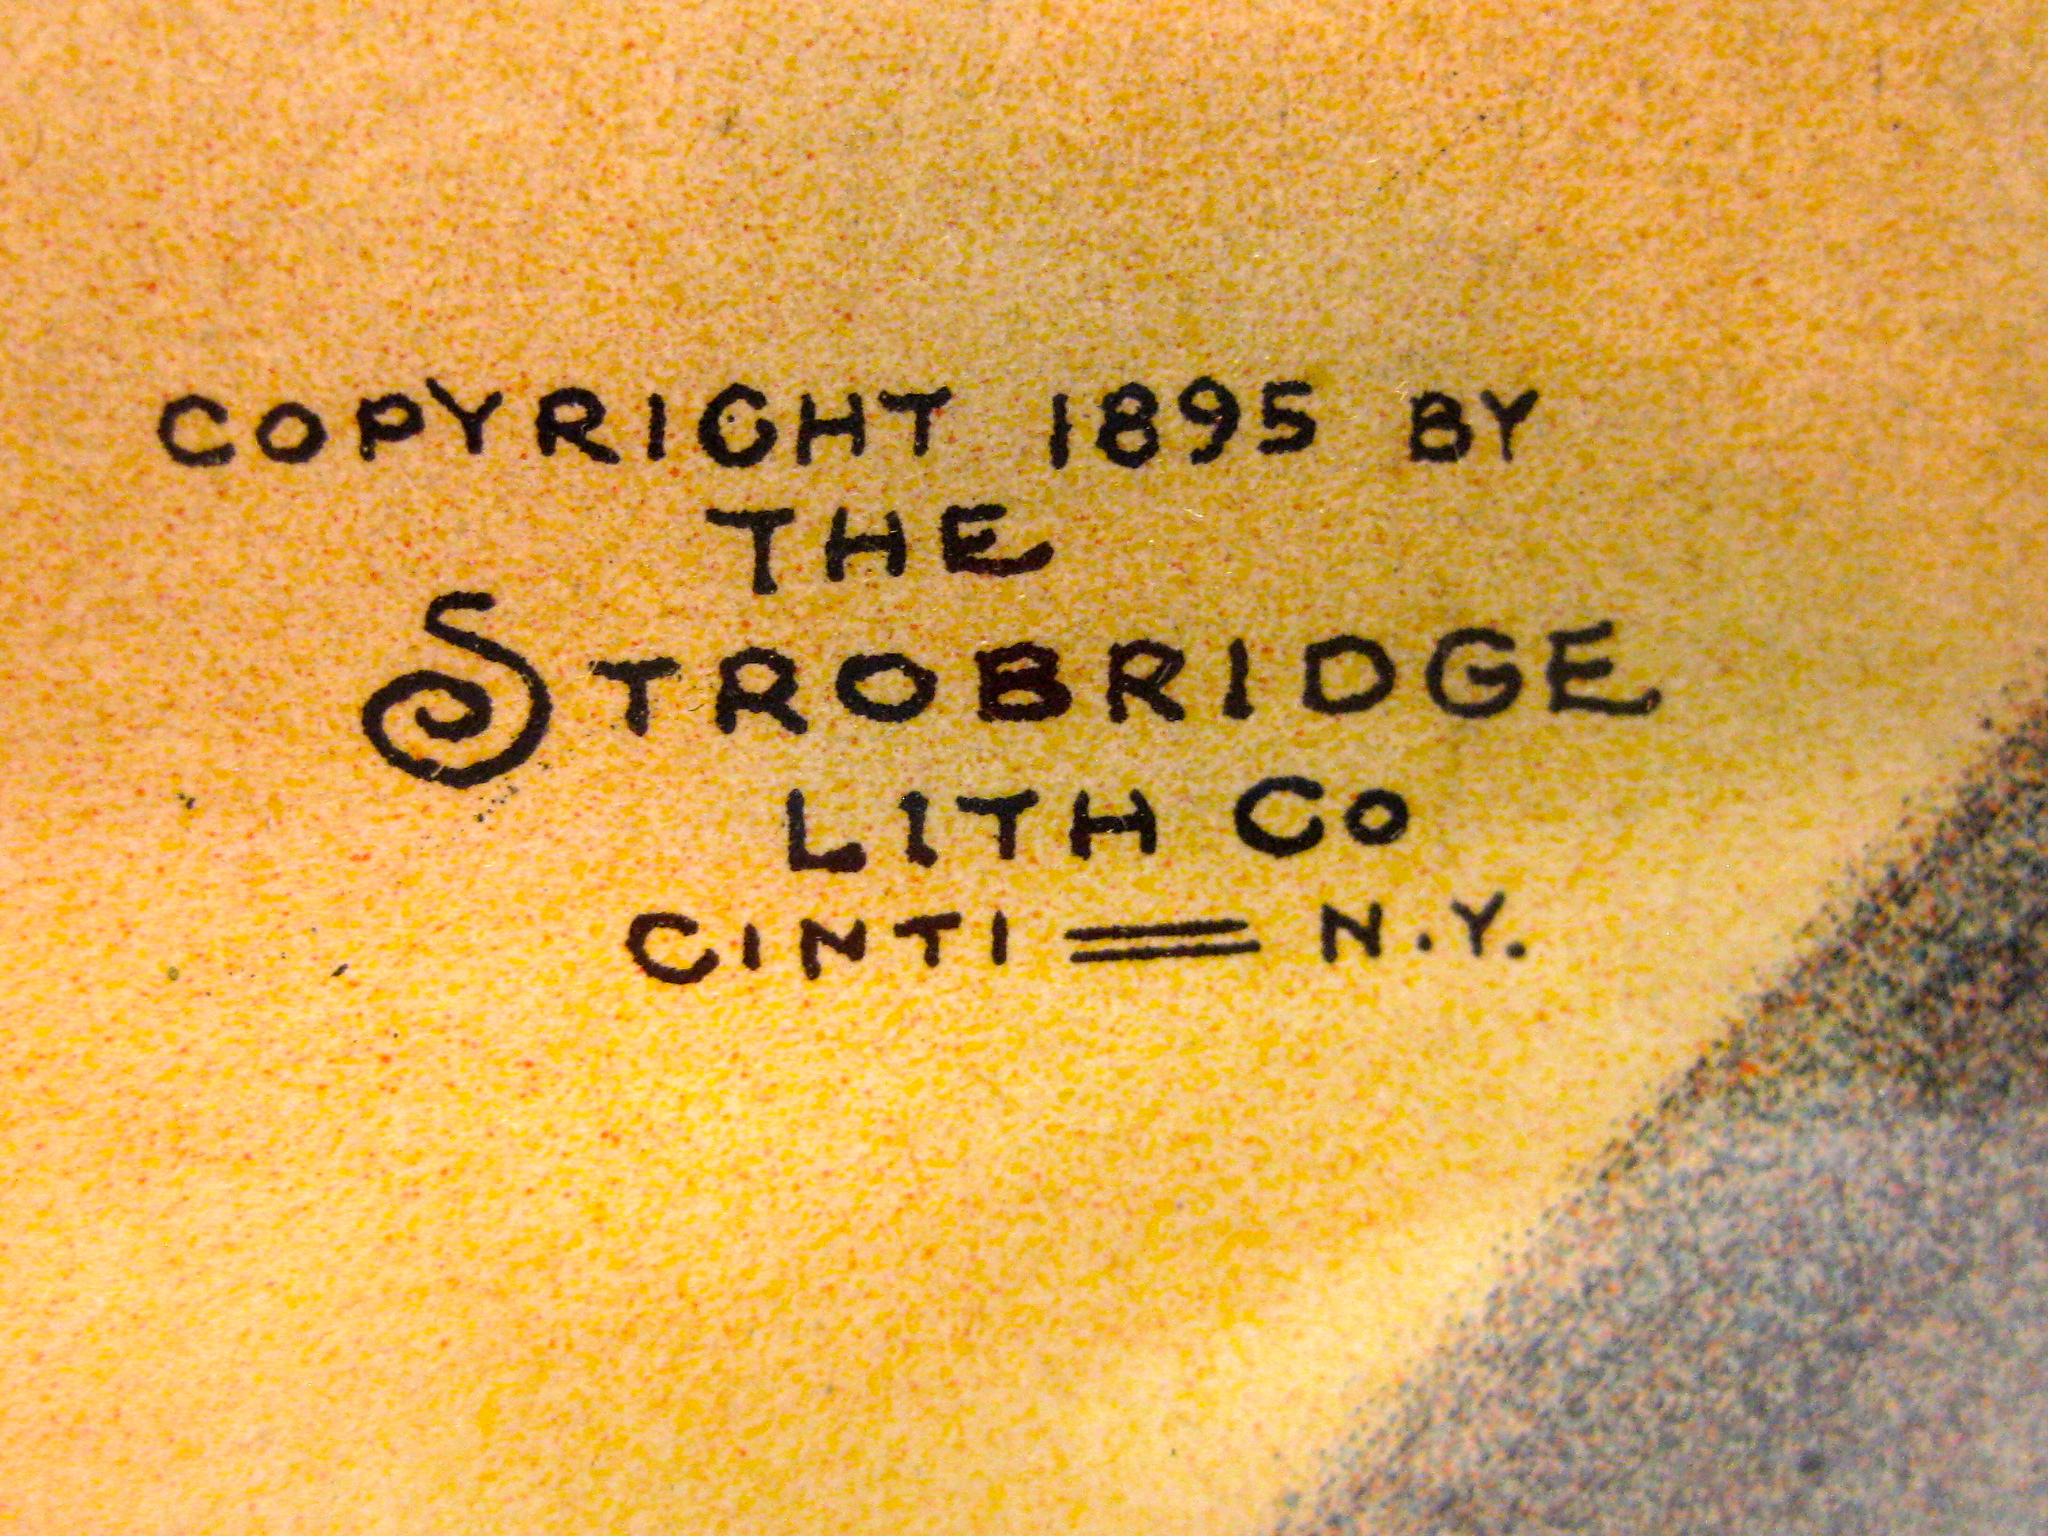 COPYRIGHT 1895 BY
THE
STROBRIDGE
LITH CO
CINTI = N.Y.